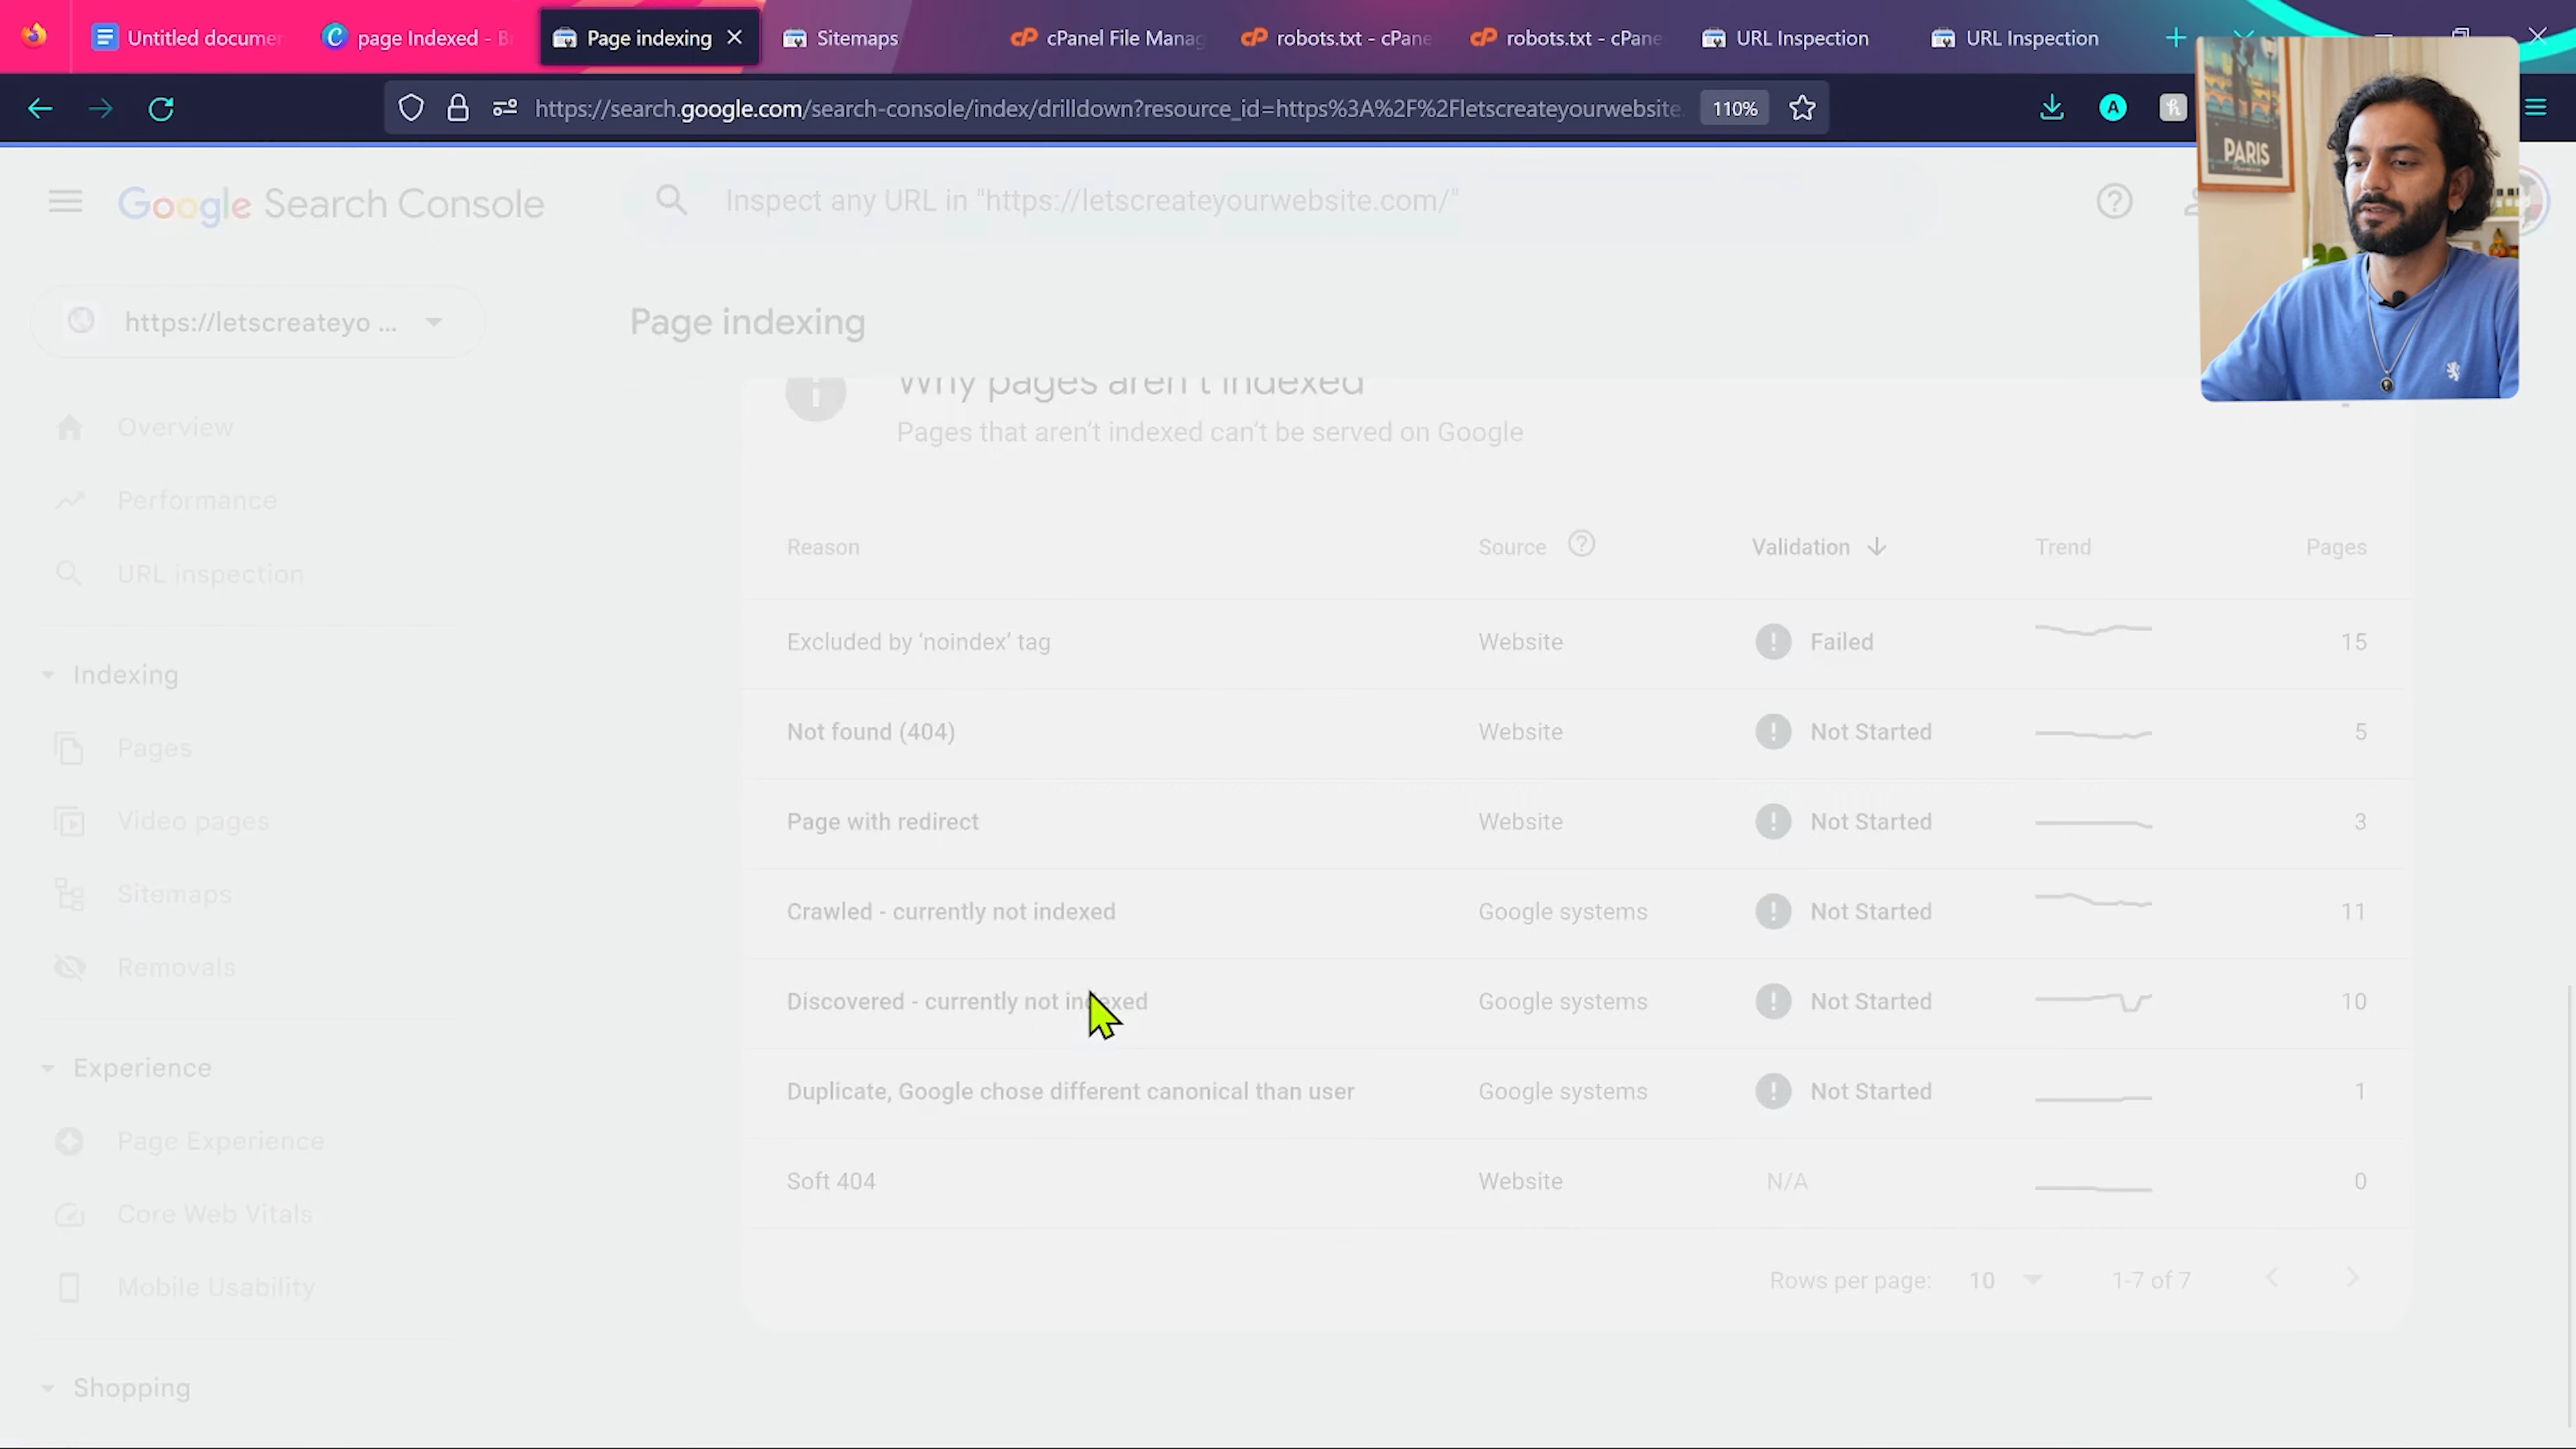 Untitled documen
page Indexed - B
Page indexing
Sitemaps
cPanel File Manag
robots.txt - cPane
robots.txt - cPane
URL Inspection
URL Inspection
https://search.google.com/search-console/index/drilldown?resource_id=https%3A%2F%2Fletscreateyourwebsite.
110%
A
PARIS
Google Search Console
Inspect any URL in "https://letscreateyourwebsite.com/"
https://letscreateyo ...
Page indexing
Overview
Performance
URL inspection
Indexing
Pages
Video pages
Sitemaps
Removals
Experience
Page Experience
Core Web Vitals
Mobile Usability
Shopping
Why pages aren't indexed
Pages that aren't indexed can't be served on Google
Reason Source Validation Trend Pages
Excluded by ‘noindex’ tag Website Failed 15
Not found (404) Website Not Started 5
Page with redirect Website Not Started 3
Crawled - currently not indexed Google systems Not Started 11
Discovered - currently not indexed Google systems Not Started 10
Duplicate, Google chose different canonical than user Google systems Not Started 1
Soft 404 Website N/A 0
Rows per page: 10 1-7 of 7